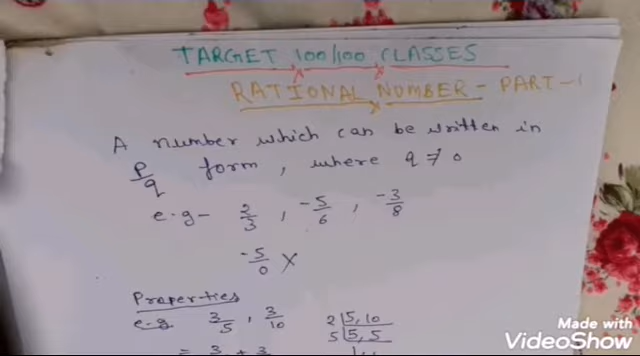 TARGET 100/100 CLASSES
RATIONAL NUMBER - PART-1
A number which can be written in
p/q form, where q ≠ 0
e.g- 2/3, -5/6, -3/8
-5/0 ×
Properties
e.g. 3/5, 3/10
2|5, 10
5|5, 5
= 3 + 3
Made with
VideoShow